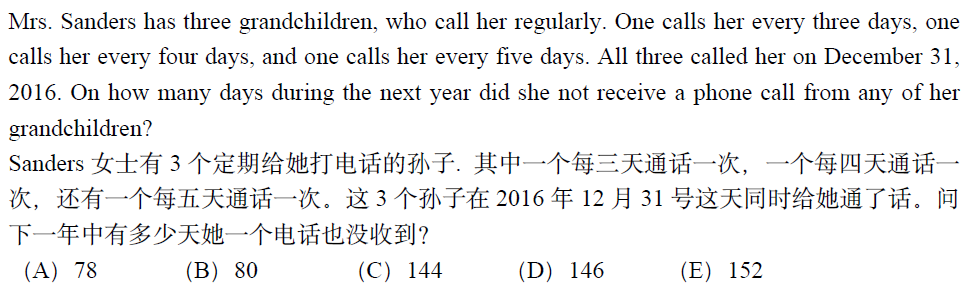 Mrs. Sanders has three grandchildren, who call her regularly. One calls her every three days, one
calls her every four days, and one calls her every five days. All three called her on December 31,
2016. On how many days during the next year did she not receive a phone call from any of her
grandchildren?
Sanders 女士有 3 个定期给她打电话的孙子. 其中一个每三天通话一次，一个每四天通话一
次，还有一个每五天通话一次。这 3 个孙子在 2016 年 12 月 31 号这天同时给她通了话。问
下一年中有多少天她一个电话也没收到?
（A） 78 （B） 80 （C） 144 （D） 146 （E） 152